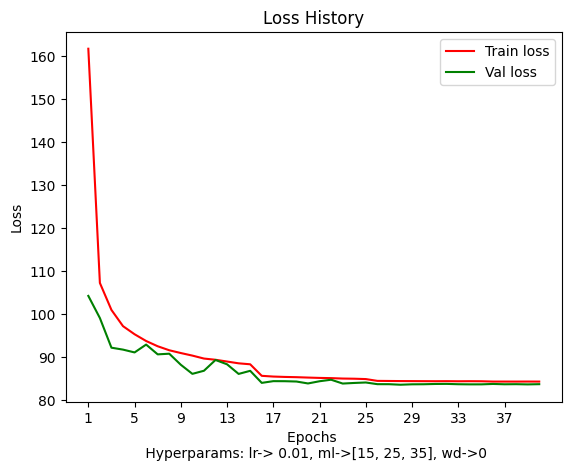 Loss History
Train loss
Val loss
Loss
160
150
140
130
120
110
100
90
80
1 5 9 13 17 21 25 29 33 37
Epochs
Hyperparams: lr-> 0.01, ml->[15, 25, 35], wd->0